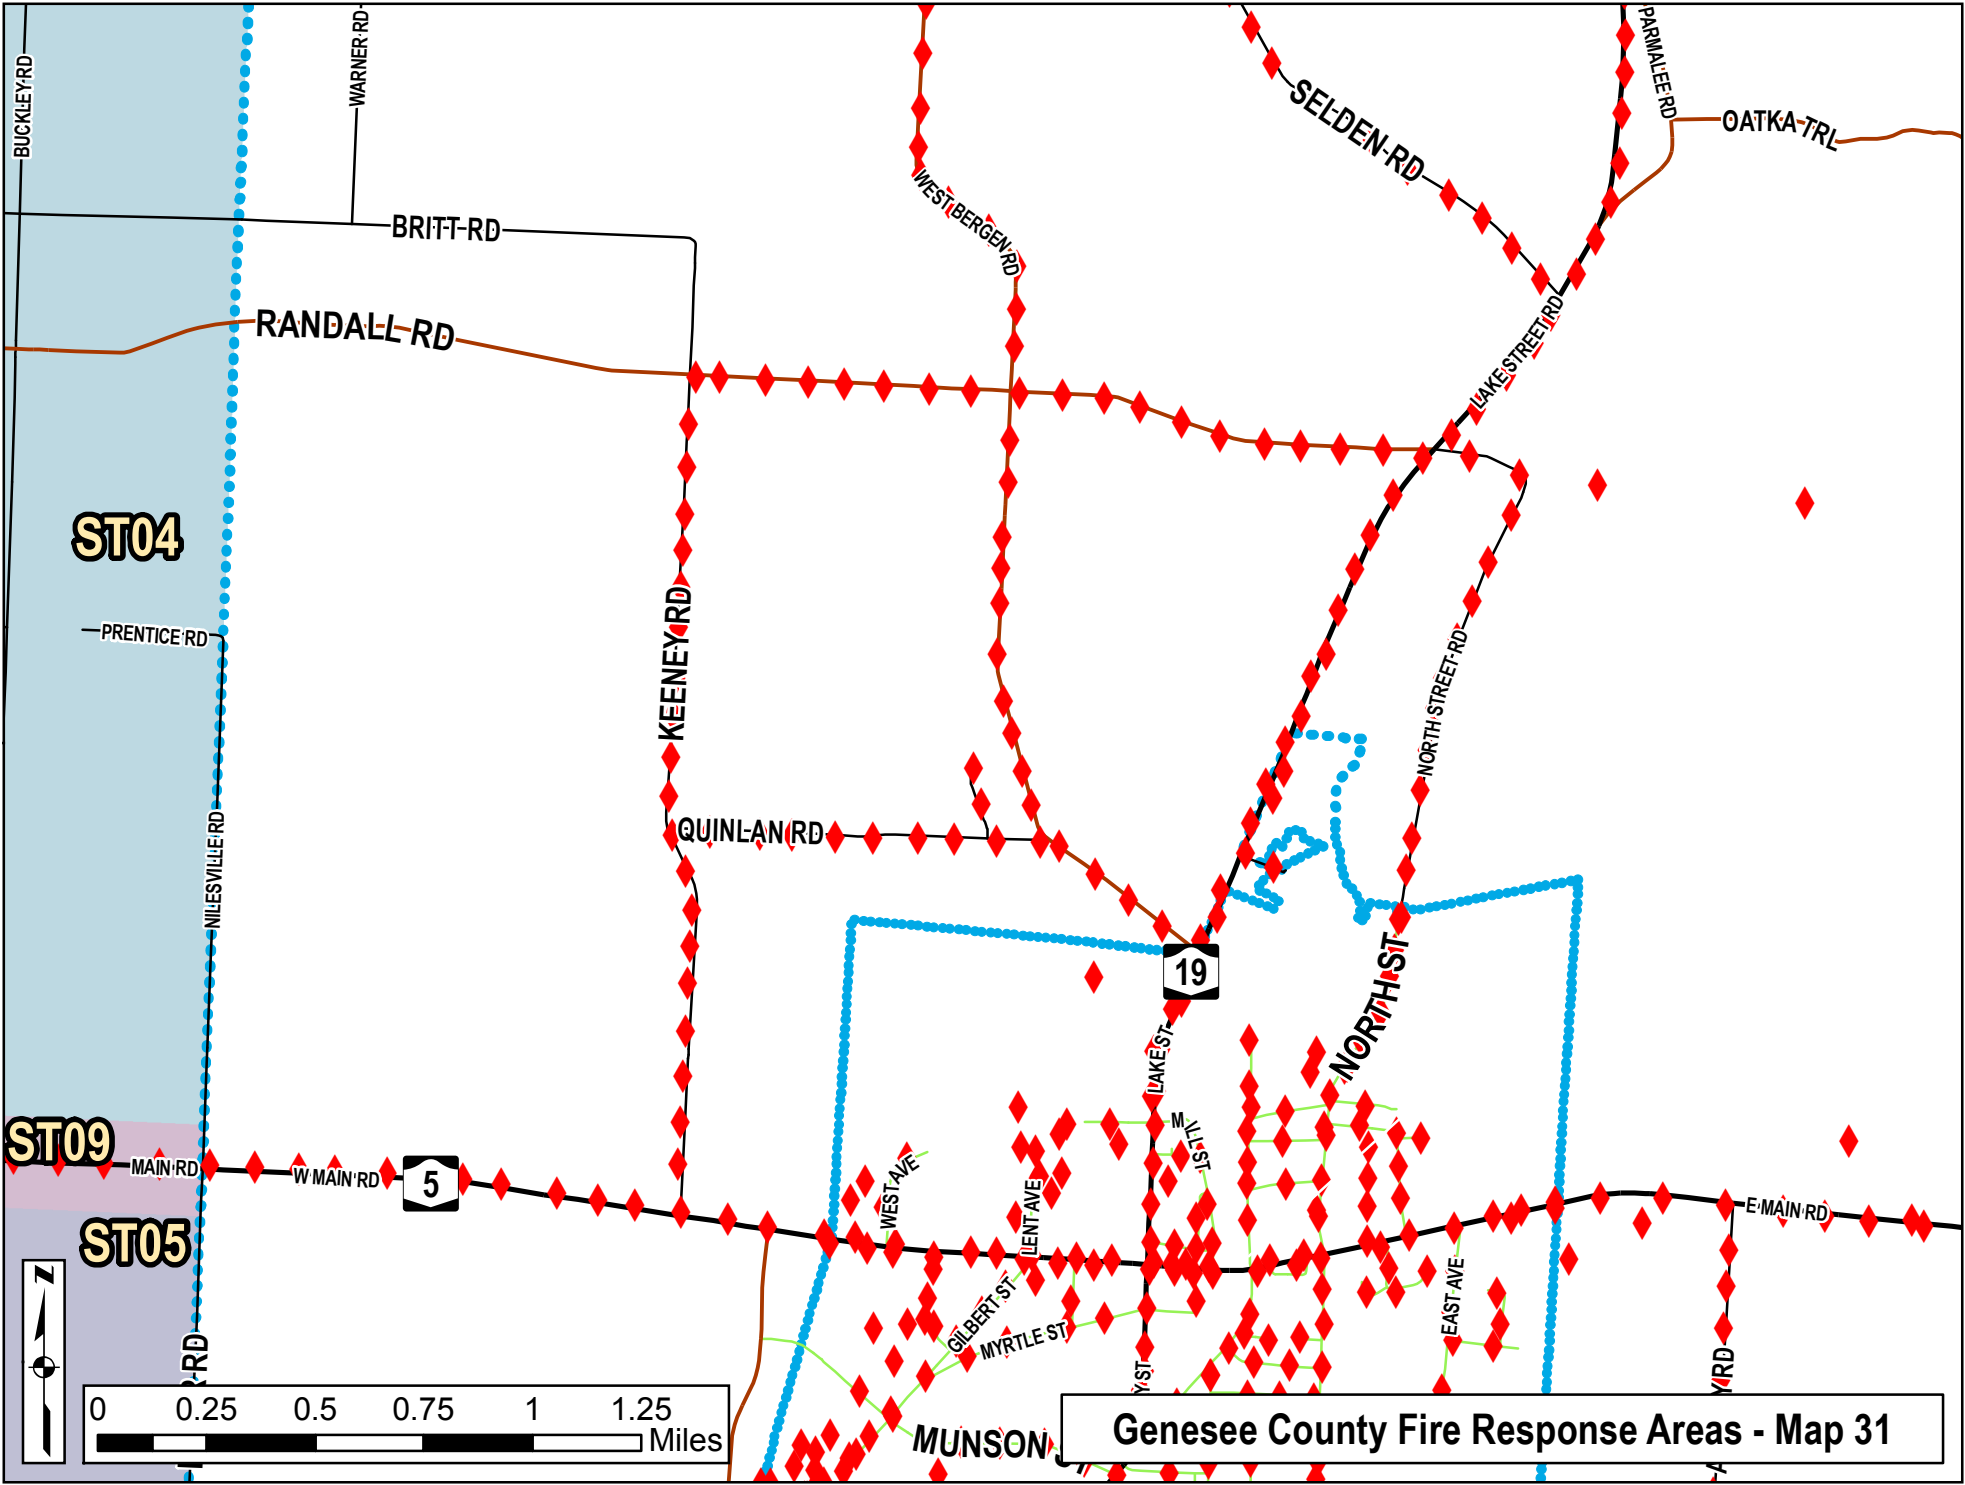 BUCKLEY RD
WARNER RD
PARMALEE RD
OATKA TRL
SELDEN RD
WEST BERGEN RD
BRITT RD
RANDALL RD
LAKE STREET RD
ST04
PRENTICE RD
KEENEY RD
NORTH STREET RD
QUINLAN RD
NILESVILLE RD
19
NORTH ST
LAKE ST
MILL ST
ST09
MAIN RD
W MAIN RD
5
WEST AVE
LENT AVE
E MAIN RD
ST05
N
GILBERT ST
MYRTLE ST
EAST AVE
RD
Y ST
Y RD
0 0.25 0.5 0.75 1 1.25
Miles
MUNSON
Genesee County Fire Response Areas - Map 31